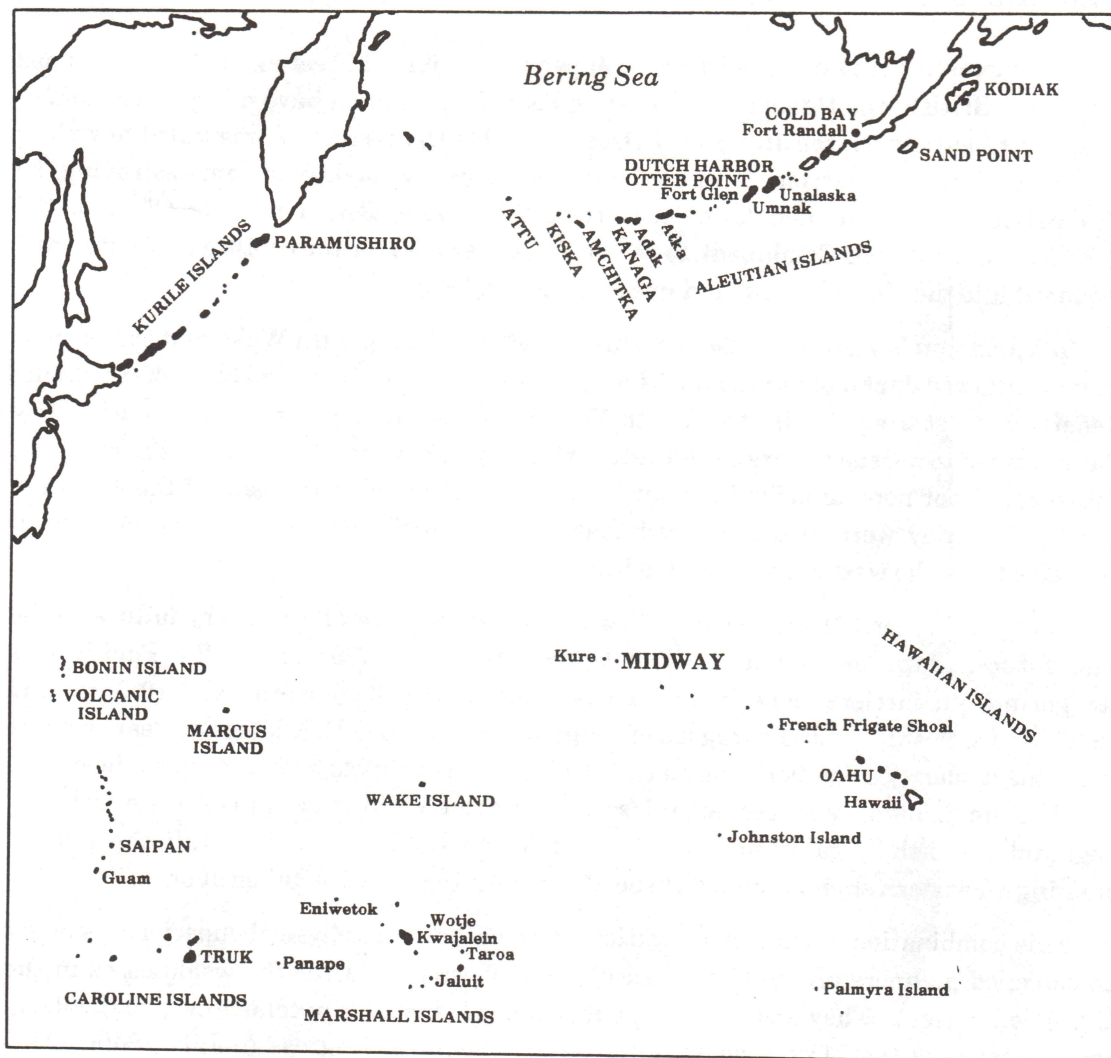 Bering Sea
KODIAK
COLD BAY
Fort Randall
SAND POINT
DUTCH HARBOR
OTTER POINT
Fort Glen
Unalaska
Umnak
ATTU
KISKA
AMCHITKA
KANAGA
Adak
Atka
ALEUTIAN ISLANDS
PARAMUSHIRO
KURILE ISLANDS
HAWAIIAN ISLANDS
Kure
MIDWAY
BONIN ISLAND
VOLCANIC
ISLAND
MARCUS
ISLAND
French Frigate Shoal
OAHU
Hawaii
WAKE ISLAND
Johnston Island
SAIPAN
Guam
Eniwetok
Wotje
Kwajalein
Taroa
TRUK
Panape
Jaluit
Palmyra Island
CAROLINE ISLANDS
MARSHALL ISLANDS